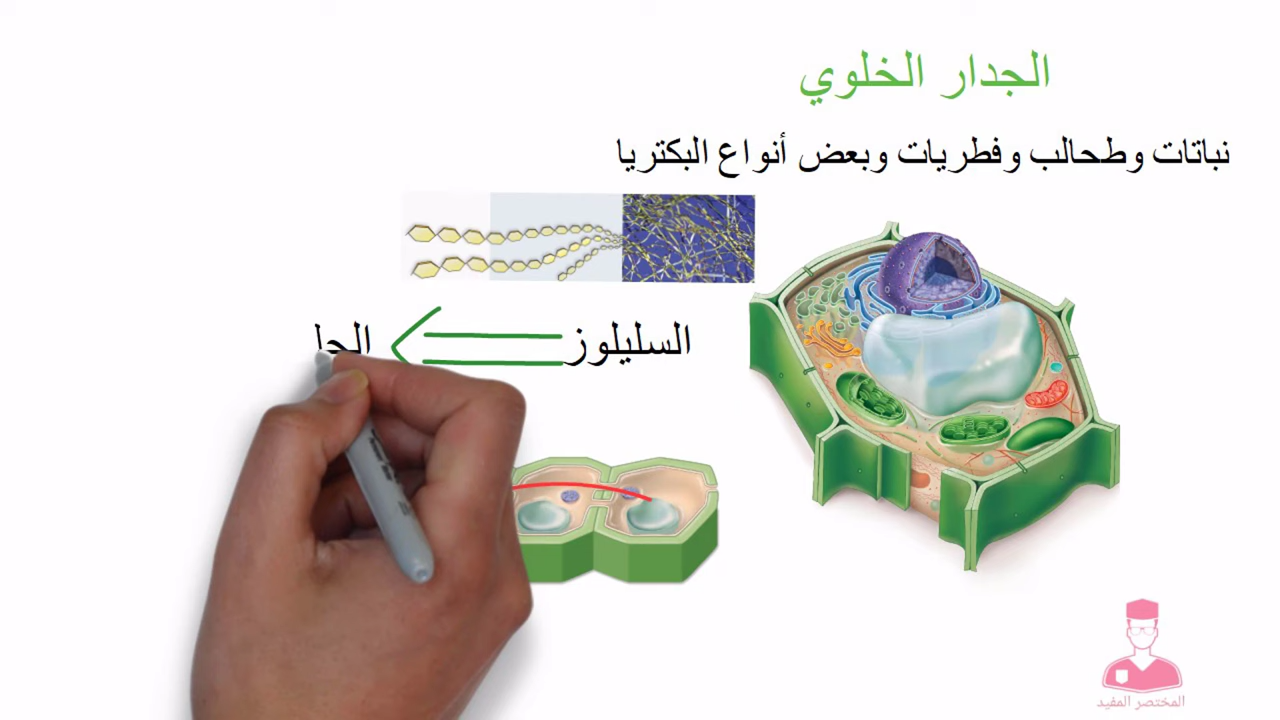 الجدار الخلوي
نباتات وطحالب وفطريات وبعض أنواع البكتريا
السليلوز
المختصر المفيد